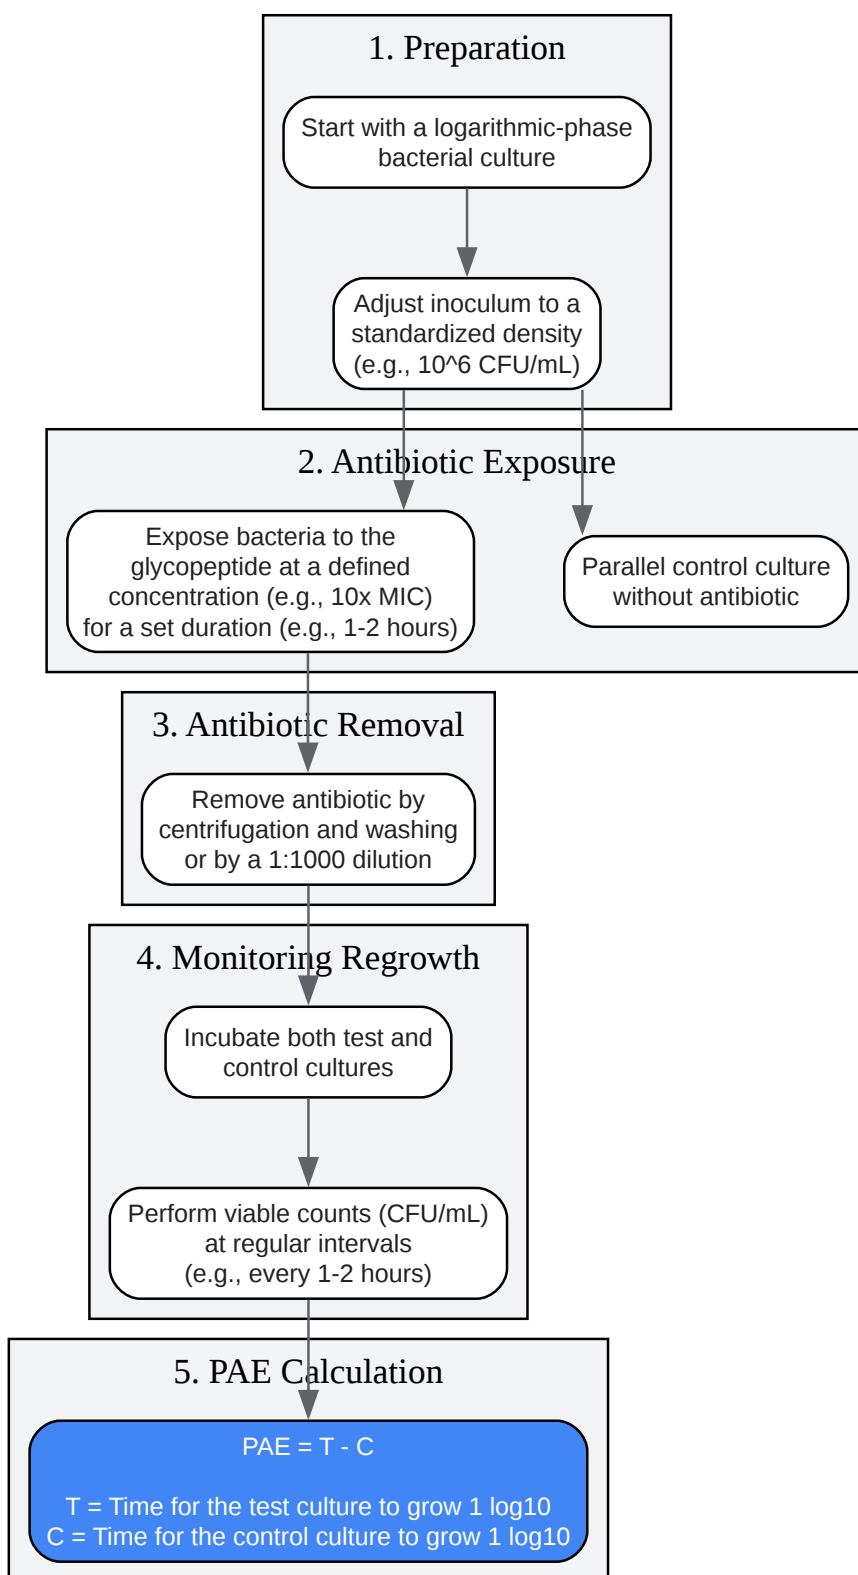 1. Preparation
Start with a logarithmic-phase
bacterial culture
Adjust inoculum to a
standardized density
(e.g., 10^6 CFU/mL)
2. Antibiotic Exposure
Expose bacteria to the
glycopeptide at a defined
concentration (e.g., 10x MIC)
for a set duration (e.g., 1-2 hours)
Parallel control culture
without antibiotic
3. Antibiotic Removal
Remove antibiotic by
centrifugation and washing
or by a 1:1000 dilution
4. Monitoring Regrowth
Incubate both test and
control cultures
Perform viable counts (CFU/mL)
at regular intervals
(e.g., every 1-2 hours)
5. PAE Calculation
PAE = T - C
T = Time for the test culture to grow 1 log10
C = Time for the control culture to grow 1 log10